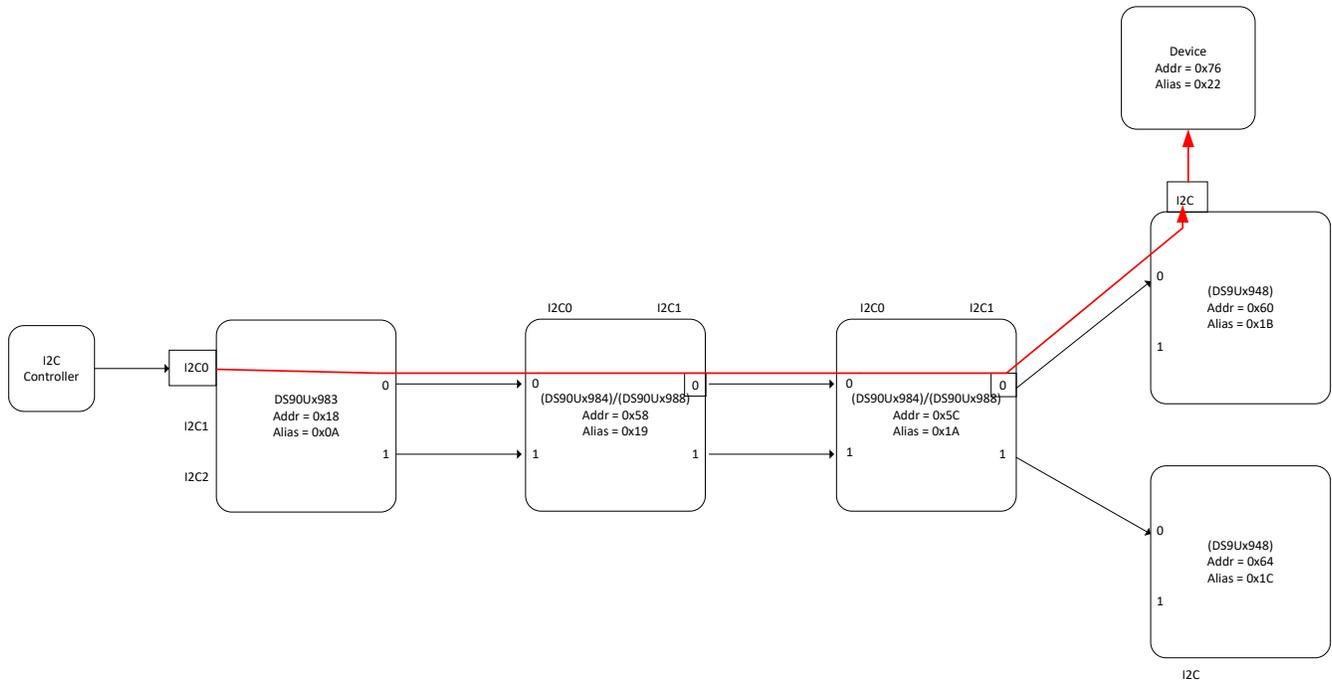 Device
Addr = 0x76
Alias = 0x22
I2C
0
(DS9Ux948)
Addr = 0x60
Alias = 0x1B
1
I2C
Controller
I2C0
I2C1
I2C2
DS90Ux983
Addr = 0x18
Alias = 0x0A
0
1
I2C0
I2C1
0
0
(DS90Ux984)/(DS90Ux988)
Addr = 0x58
Alias = 0x19
1
1
I2C0
I2C1
0
0
(DS90Ux984)/(DS90Ux988)
Addr = 0x5C
Alias = 0x1A
1
1
0
(DS9Ux948)
Addr = 0x64
Alias = 0x1C
1
I2C